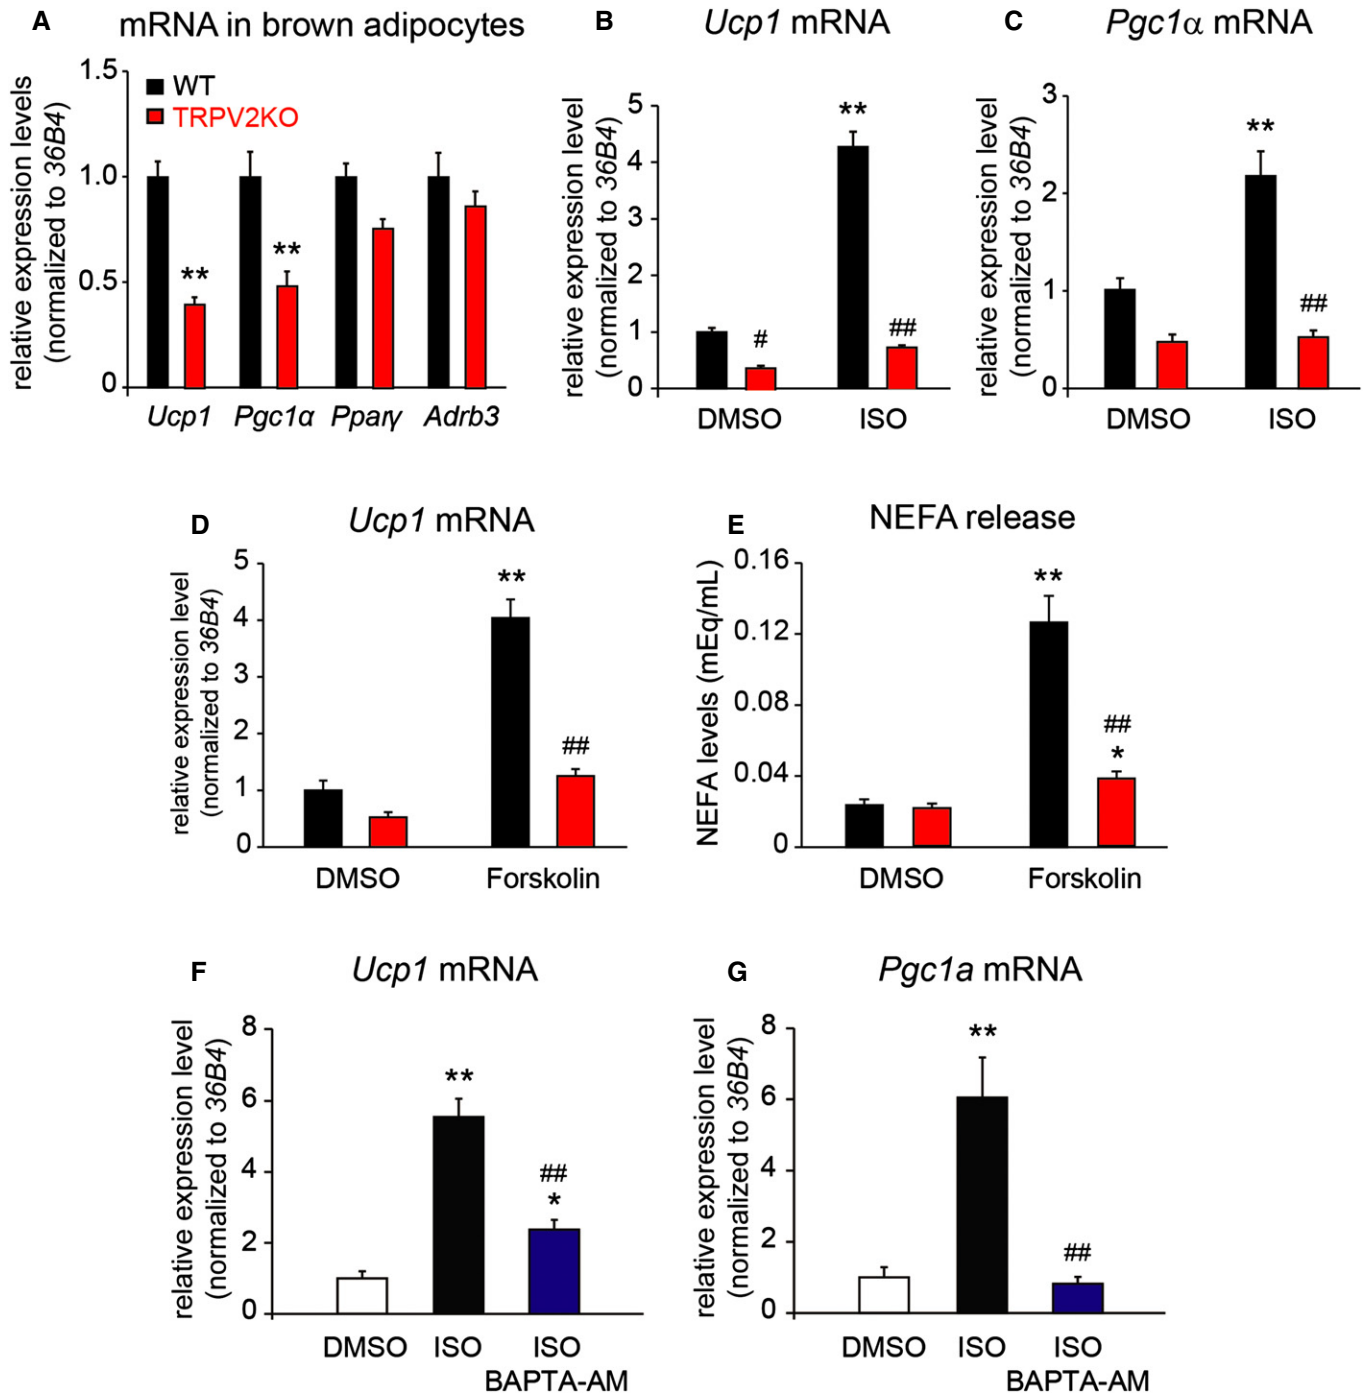 A
mRNA in brown adipocytes
relative expression levels
(normalized to 36B4)
1.5
1.0
0.5
0
WT
TRPV2KO
**
**
Ucp1 Pgc1α Pparγ Adrb3
B
Ucp1 mRNA
relative expression level
(normalized to 36B4)
5
4
3
2
1
0
#
**
##
DMSO ISO
C
Pgc1α mRNA
relative expression level
(normalized to 36B4)
3
2
1
0
**
##
DMSO ISO
D
Ucp1 mRNA
relative expression level
(normalized to 36B4)
5
4
3
2
1
0
**
##
DMSO Forskolin
E
NEFA release
NEFA levels (mEq/mL)
0.16
0.12
0.08
0.04
0
**
##
*
DMSO Forskolin
F
Ucp1 mRNA
relative expression level
(normalized to 36B4)
8
6
4
2
0
**
##
*
DMSO ISO ISO
BAPTA-AM
G
Pgc1a mRNA
relative expression level
(normalized to 36B4)
8
6
4
2
0
**
##
DMSO ISO ISO
BAPTA-AM